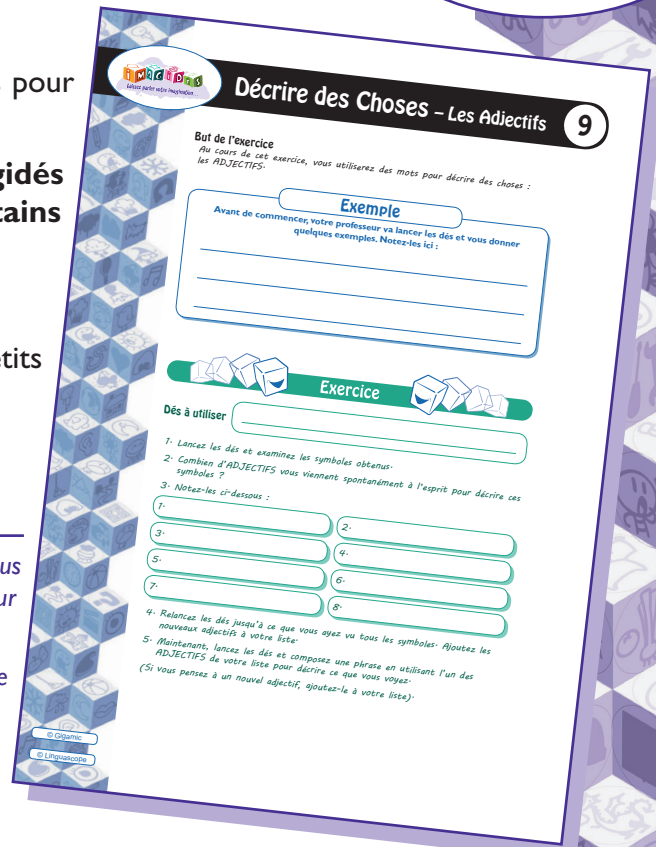 pour
gidés
tains
etits
us
ur
e
imagidés
Laissez parler votre imagination...
Décrire des Choses – Les Adjectifs
9
But de l'exercice
Au cours de cet exercice, vous utiliserez des mots pour décrire des choses :
les ADJECTIFS.
Exemple
Avant de commencer, votre professeur va lancer les dés et vous donner
quelques exemples. Notez-les ici :
Exercice
Dés à utiliser
1. Lancez les dés et examinez les symboles obtenus.
2. Combien d'ADJECTIFS vous viennent spontanément à l'esprit pour décrire ces
symboles ?
3. Notez-les ci-dessous :
1.
2.
3.
4.
5.
6.
7.
8.
4. Relancez les dés jusqu'à ce que vous ayez vu tous les symboles. Ajoutez les
nouveaux adjectifs à votre liste.
5. Maintenant, lancez les dés et composez une phrase en utilisant l'un des
ADJECTIFS de votre liste pour décrire ce que vous voyez.
(Si vous pensez à un nouvel adjectif, ajoutez-le à votre liste).
© Gigamic
© Linguascope